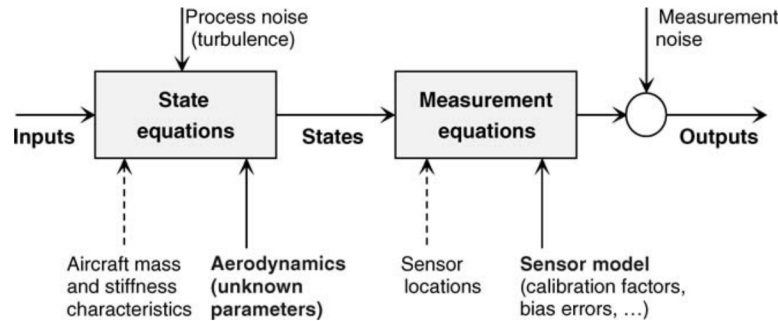 Process noise
(turbulence)
Measurement
noise
State
equations
Measurement
equations
Inputs
States
Outputs
Aircraft mass
and stiffness
characteristics
Aerodynamics
(unknown
parameters)
Sensor
locations
Sensor model
(calibration factors,
bias errors, ...)